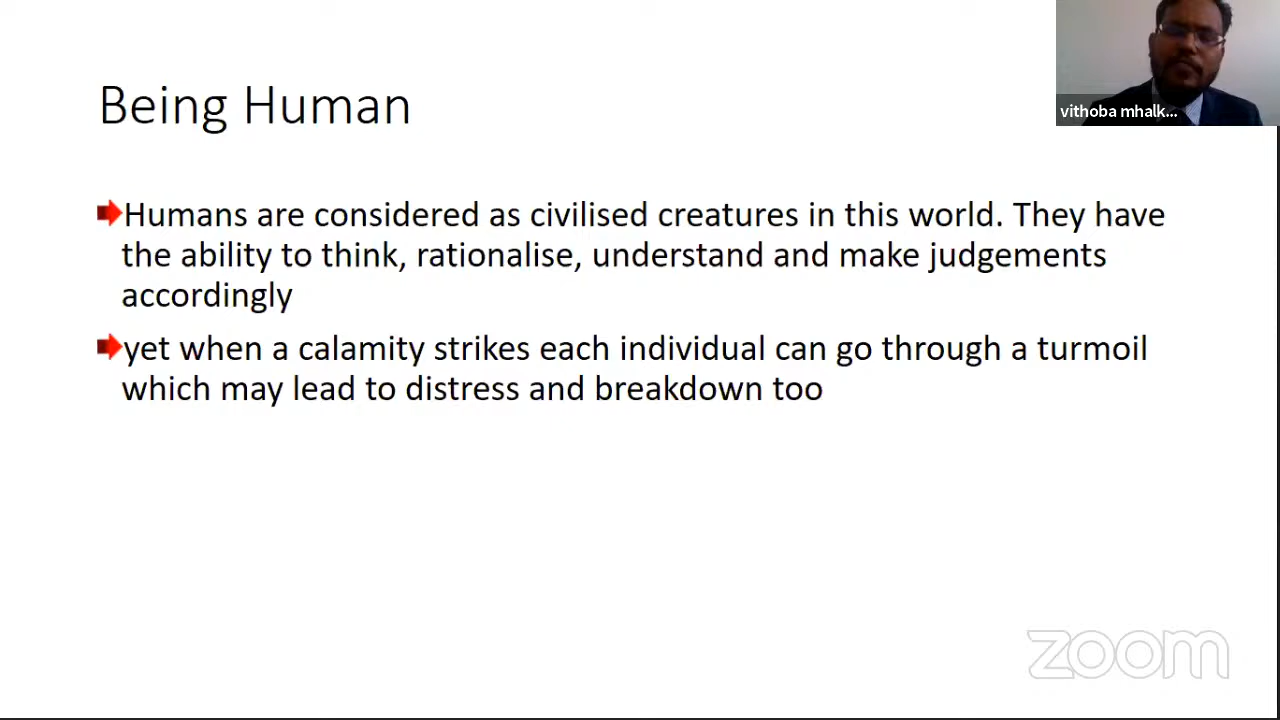 Being Human
vithoba mhalk...
Humans are considered as civilised creatures in this world. They have
the ability to think, rationalise, understand and make judgements
accordingly
yet when a calamity strikes each individual can go through a turmoil
which may lead to distress and breakdown too
zoom